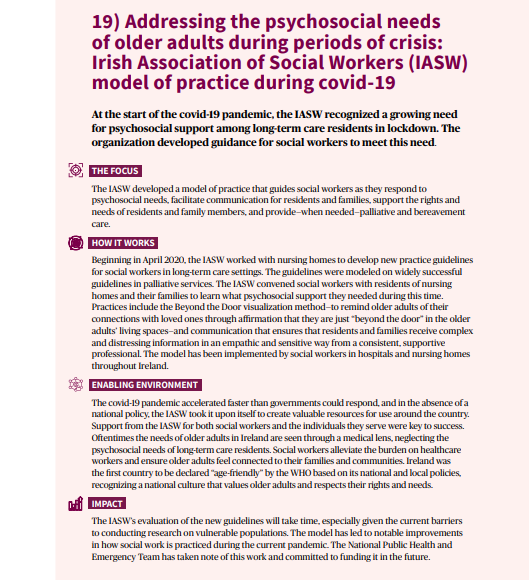 19) Addressing the psychosocial needs
of older adults during periods of crisis:
Irish Association of Social Workers (IASW)
model of practice during covid-19
At the start of the covid-19 pandemic, the IASW recognized a growing need
for psychosocial support among long-term care residents in lockdown. The
organization developed guidance for social workers to meet this need.
THE FOCUS
The IASW developed a model of practice that guides social workers as they respond to
psychosocial needs, facilitate communication for residents and families, support the rights and
needs of residents and family members, and provide—when needed—palliative and bereavement
care.
HOW IT WORKS
Beginning in April 2020, the IASW worked with nursing homes to develop new practice guidelines
for social workers in long-term care settings. The guidelines were modeled on widely successful
guidelines in palliative services. The IASW convened social workers with residents of nursing
homes and their families to learn what psychosocial support they needed during this time.
Practices include the Beyond the Door visualization method—to remind older adults of their
connections with loved ones through affirmation that they are just "beyond the door" in the older
adults' living spaces—and communication that ensures that residents and families receive complex
and distressing information in an empathic and sensitive way from a consistent, supportive
professional. The model has been implemented by social workers in hospitals and nursing homes
throughout Ireland.
ENABLING ENVIRONMENT
The covid-19 pandemic accelerated faster than governments could respond, and in the absence of a
national policy, the IASW took it upon itself to create valuable resources for use around the country.
Support from the IASW for both social workers and the individuals they serve were key to success.
Oftentimes the needs of older adults in Ireland are seen through a medical lens, neglecting the
psychosocial needs of long-term care residents. Social workers alleviate the burden on healthcare
workers and ensure older adults feel connected to their families and communities. Ireland was
the first country to be declared "age-friendly" by the WHO based on its national and local policies,
recognizing a national culture that values older adults and respects their rights and needs.
IMPACT
The IASW's evaluation of the new guidelines will take time, especially given the current barriers
to conducting research on vulnerable populations. The model has led to notable improvements
in how social work is practiced during the current pandemic. The National Public Health and
Emergency Team has taken note of this work and committed to funding it in the future.